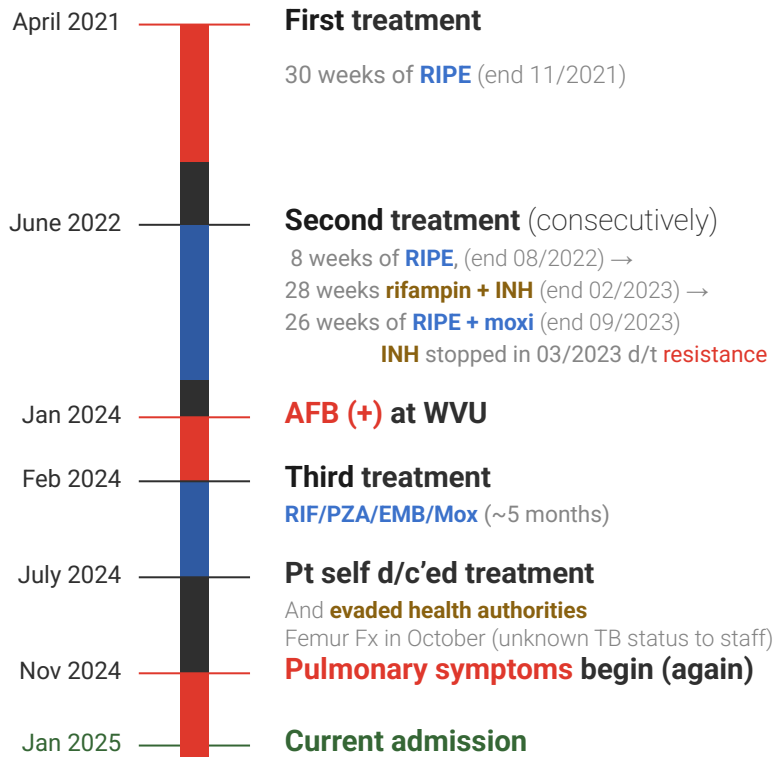 April 2021 First treatment
30 weeks of RIPE (end 11/2021)
June 2022 Second treatment (consecutively)
8 weeks of RIPE, (end 08/2022) →
28 weeks rifampin + INH (end 02/2023) →
26 weeks of RIPE + moxi (end 09/2023)
INH stopped in 03/2023 d/t resistance
Jan 2024 AFB (+) at WVU
Feb 2024 Third treatment
RIF/PZA/EMB/Mox (~5 months)
July 2024 Pt self d/c'ed treatment
And evaded health authorities
Femur Fx in October (unknown TB status to staff)
Nov 2024 Pulmonary symptoms begin (again)
Jan 2025 Current admission